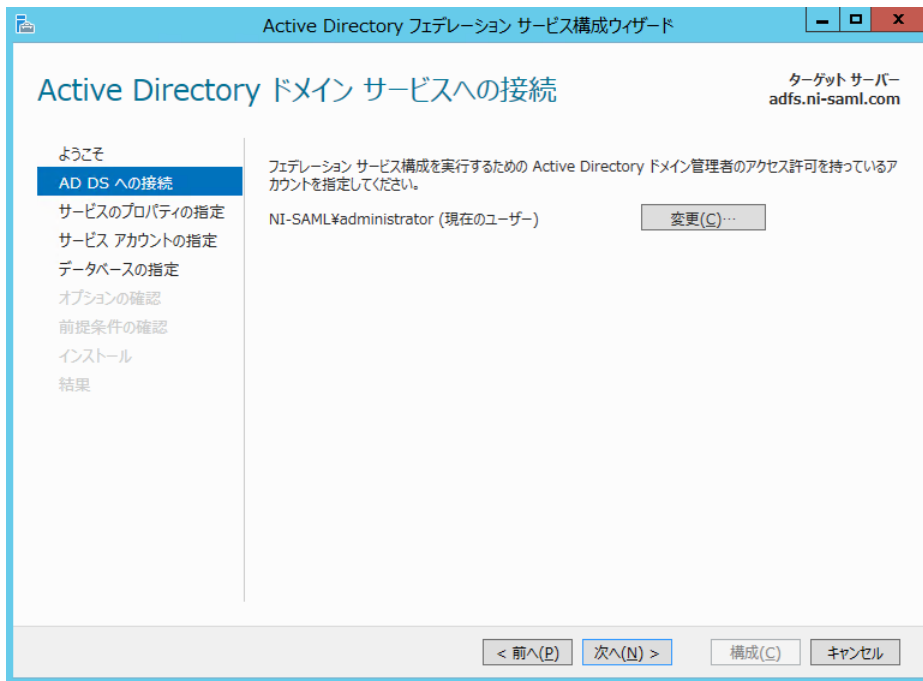 Active Directory フェデレーション サービス構成ウィザード
Active Directory ドメイン サービスへの接続
ターゲット サーバー
adfs.ni-saml.com
ようこそ
AD DS への接続
サービスのプロパティの指定
サービス アカウントの指定
データベースの指定
オプションの確認
前提条件の確認
インストール
結果
フェデレーション サービス構成を実行するための Active Directory ドメイン管理者のアクセス許可を持っているア
カウントを指定してください。
NI-SAML¥administrator (現在のユーザー)
変更(C)...
< 前へ(P)
次へ(N) >
構成(C)
キャンセル